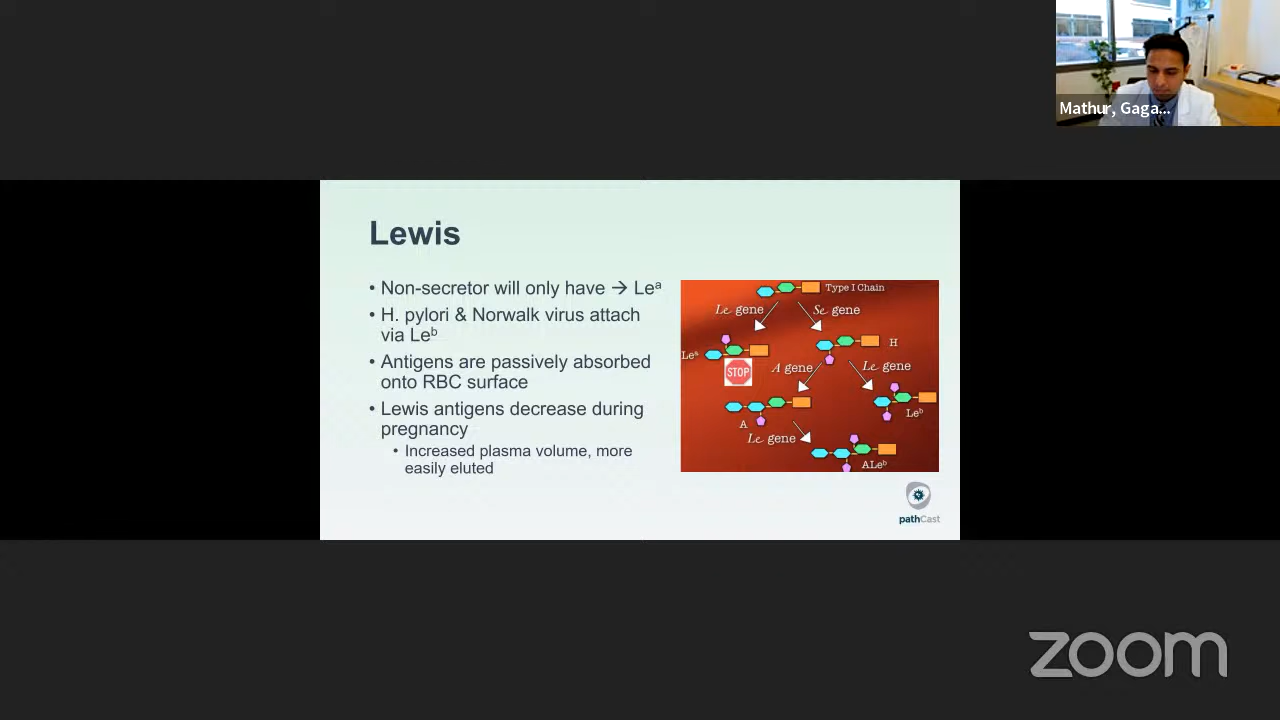 Mathur, Gaga...
Lewis
• Non-secretor will only have → Leᵃ
• H. pylori & Norwalk virus attach
via Leᵇ
• Antigens are passively absorbed
onto RBC surface
• Lewis antigens decrease during
pregnancy
• Increased plasma volume, more
easily eluted
Type I Chain
Le gene
Se gene
Leᵃ
H
STOP
A gene
Le gene
A
Leᵇ
Le gene
ALeᵇ
pathCast
zoom